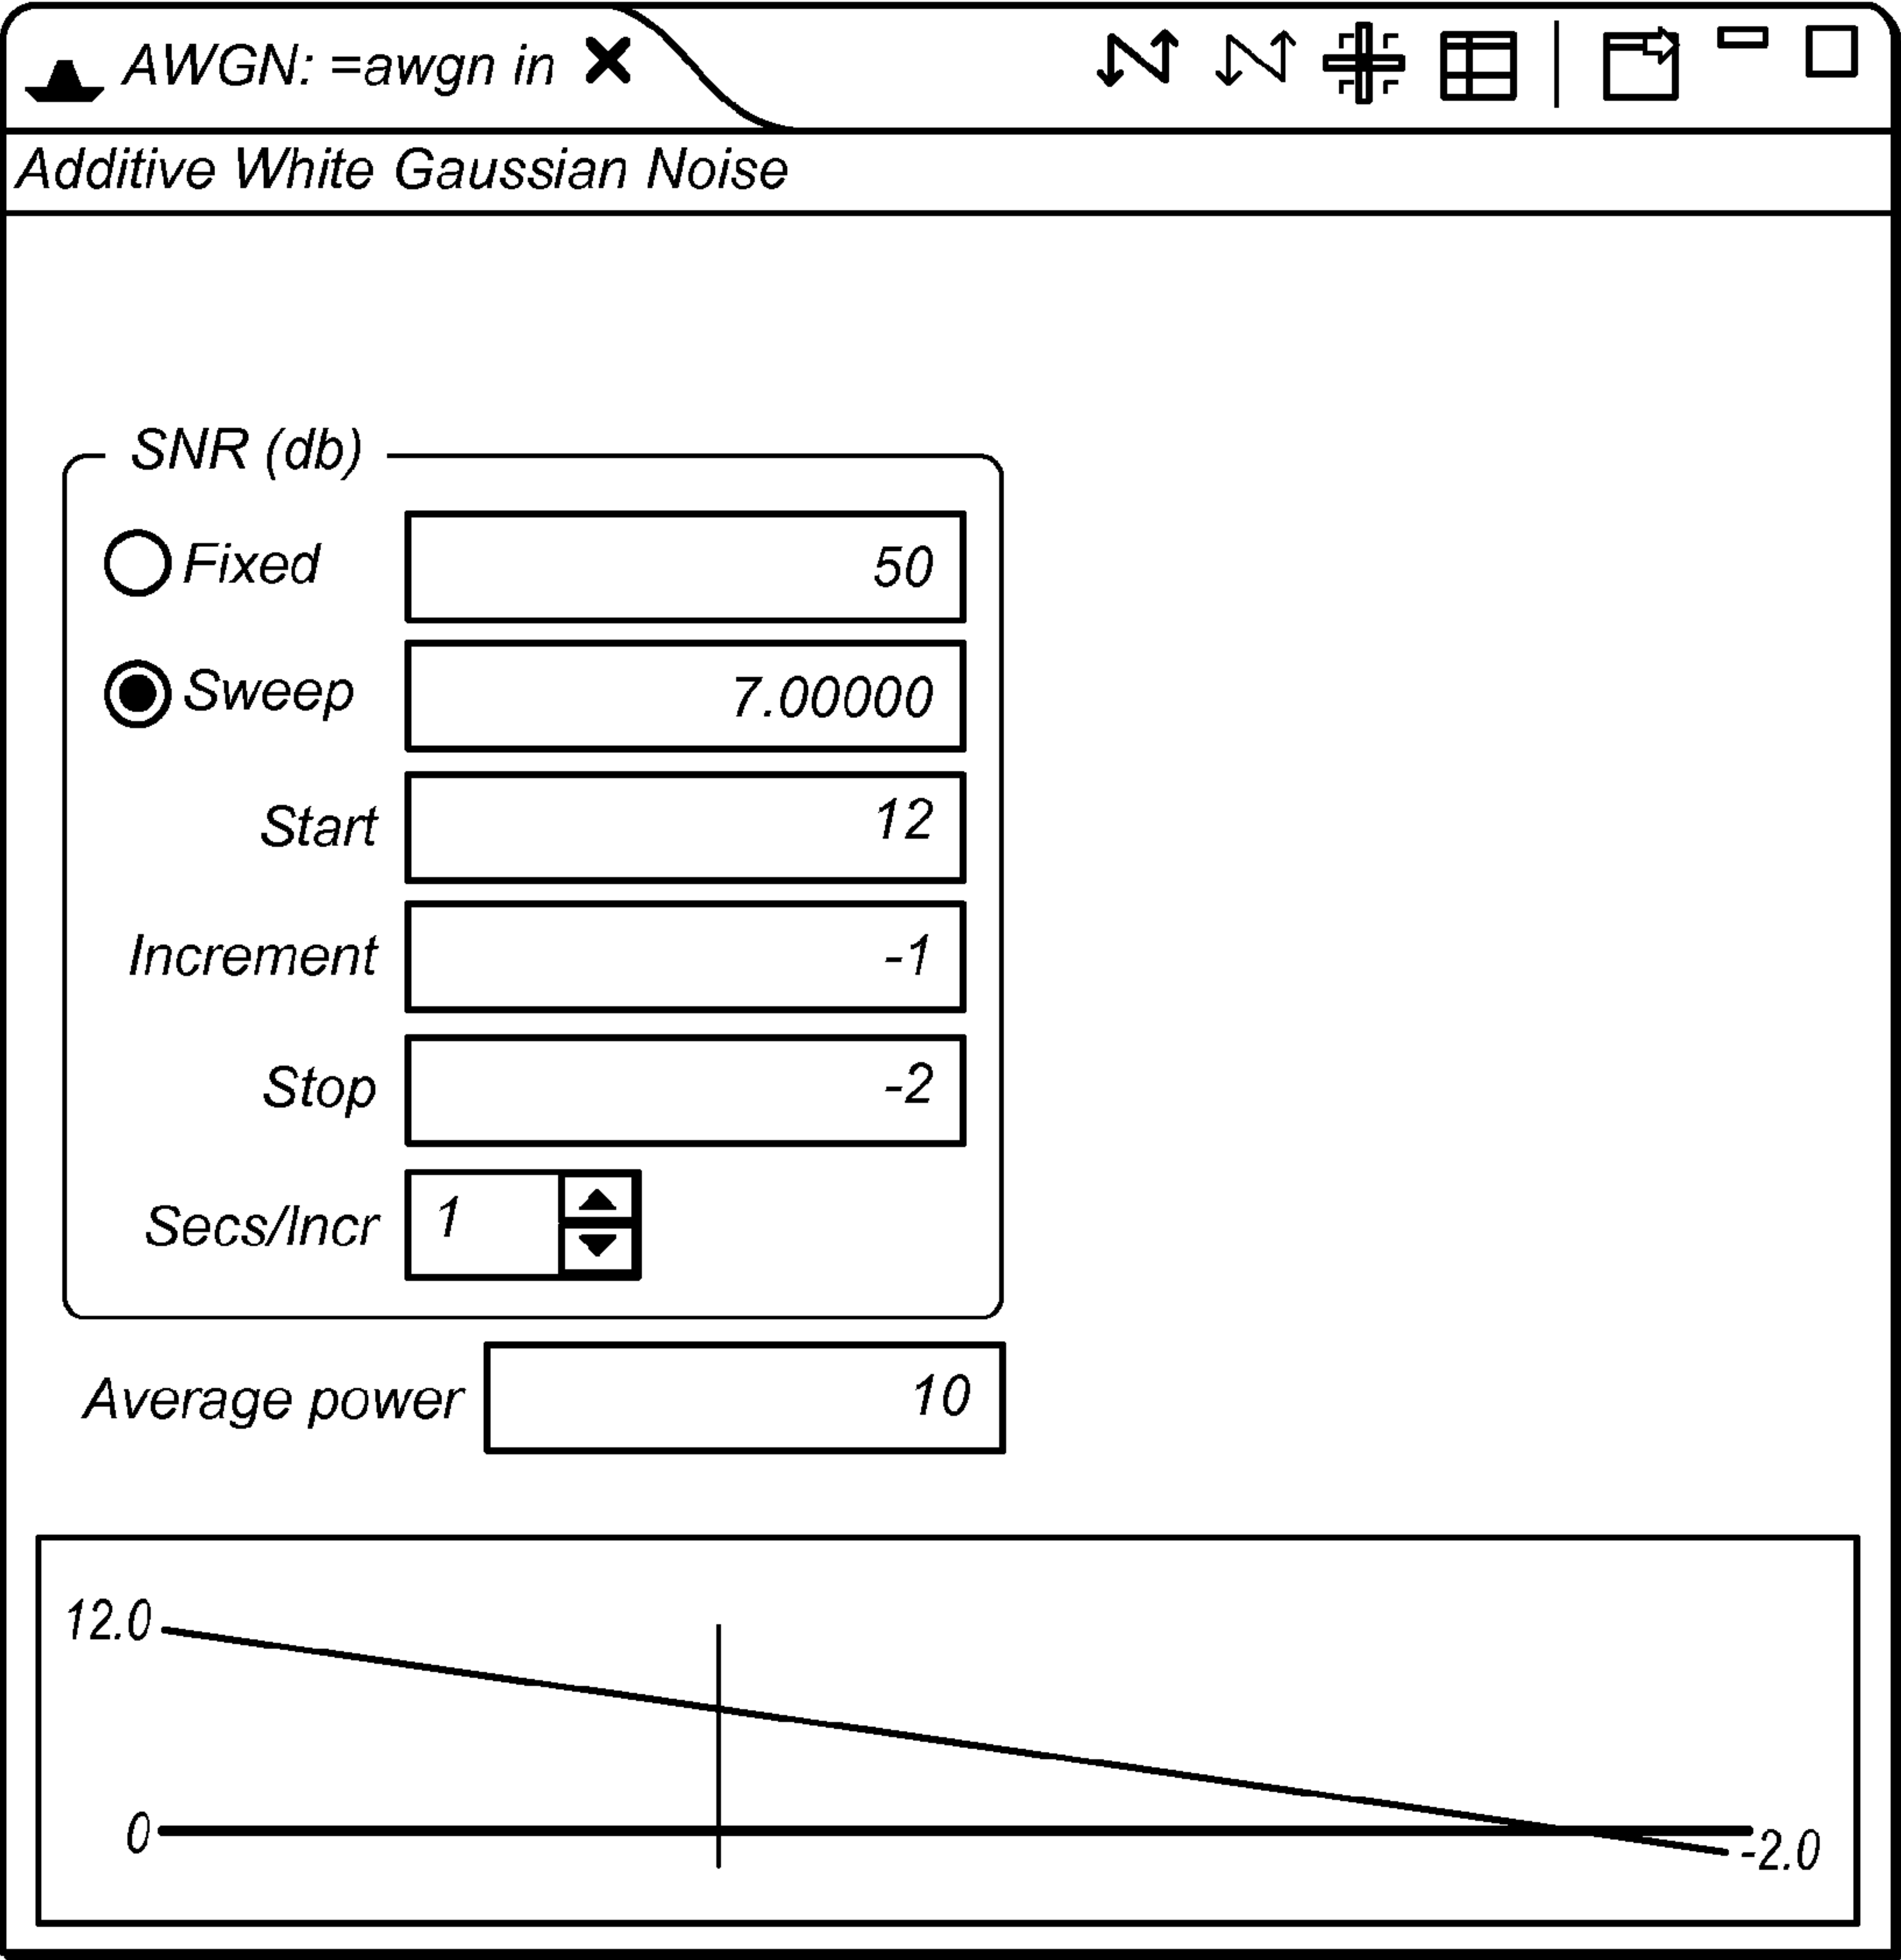 AWGN: =awgn in
Additive White Gaussian Noise
SNR (db)
Fixed 50
Sweep 7.00000
Start 12
Increment -1
Stop -2
Secs/Incr 1
Average power 10
12.0
0
-2.0